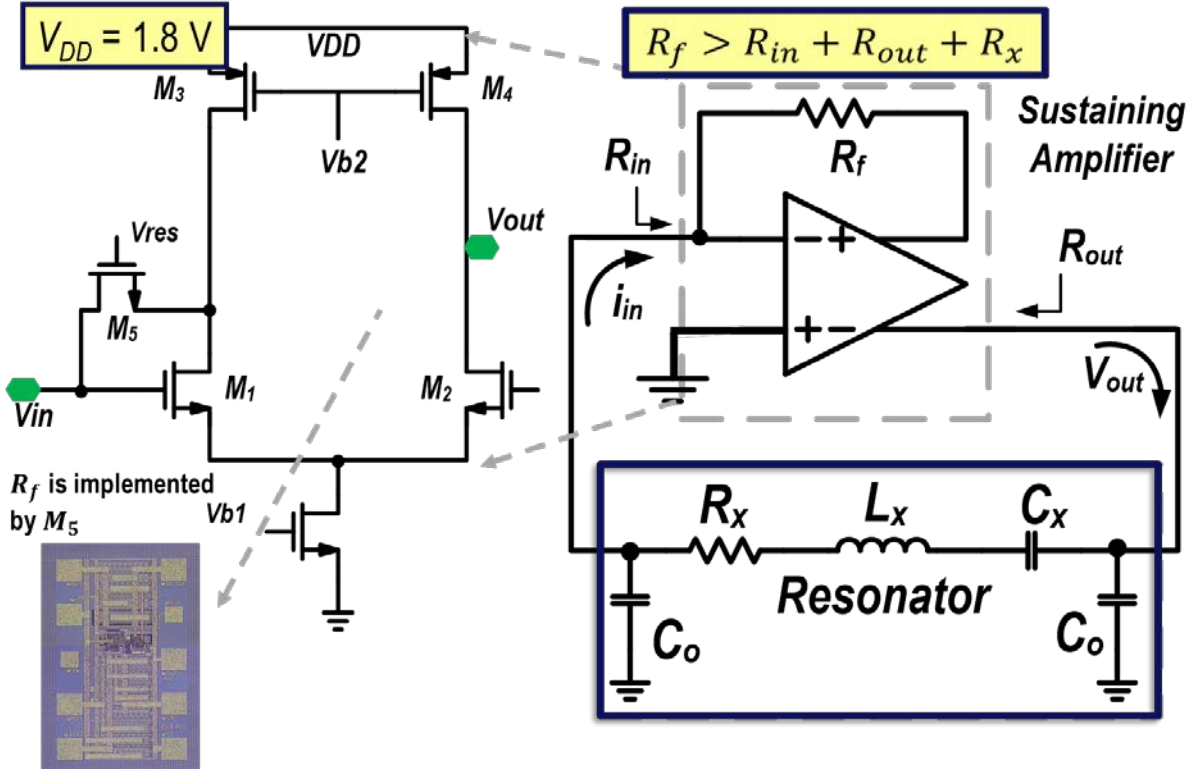 V_DD = 1.8 V
VDD
R_f > R_in + R_out + R_x
M3
M4
Vb2
Sustaining
Amplifier
R_in
R_f
Vres
Vout
R_out
M5
i_in
− +
+ −
M1
M2
V_out
Vin
R_f is implemented
by M_5
Vb1
R_x
L_x
C_x
Resonator
C_o
C_o